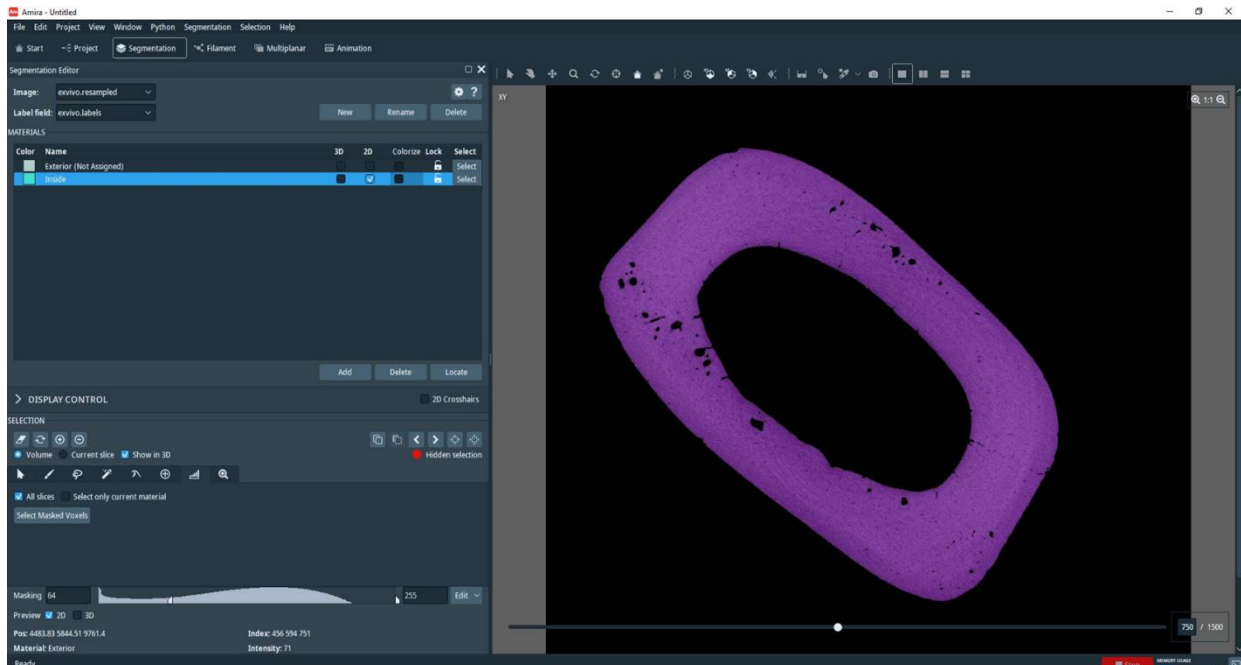 Amira - Untitled
File Edit Project View Window Python Segmentation Selection Help
Start Project Segmentation Filament Multiplanar Animation
Segmentation Editor
Image: exvivo.resampled
Label field: exvivo.labels New Rename Delete
MATERIALS
Color Name 3D 2D Colorize Lock Select
Exterior (Not Assigned) Select
Inside Select
Add Delete Locate
DISPLAY CONTROL 2D Crosshairs
SELECTION
Volume Current slice Show in 3D Hidden selection
All slices Select only current material
Select Masked Voxels
Masking 64 255 Edit
Preview 2D 3D
Pos: 4483.83 5844.51 9761.4 Index: 456 594 751
Material: Exterior Intensity: 71
Ready
XY
1:1
750 / 1500
Stop MEMORY USAGE